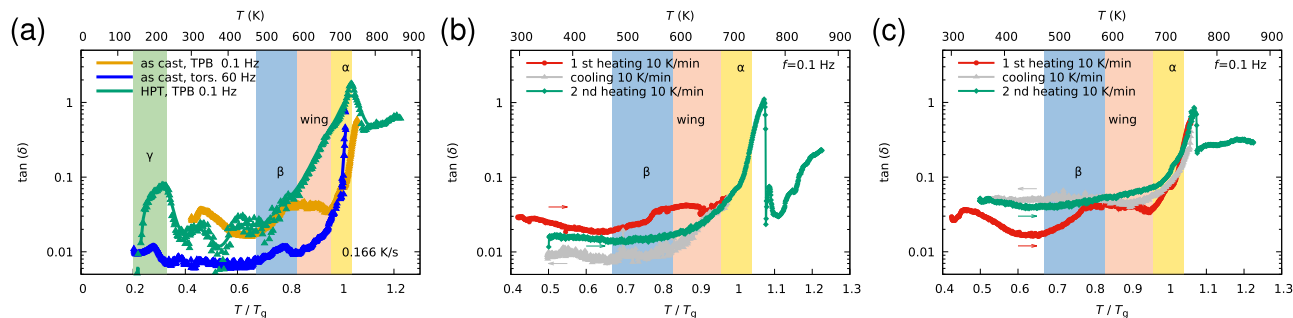 (a)
T (K)
0 100 200 300 400 500 600 700 800 900
as cast, TPB 0.1 Hz
as cast, tors. 60 Hz
HPT, TPB 0.1 Hz
α
wing
γ
β
0.166 K/s
tan (δ)
1
0.1
0.01
0 0.2 0.4 0.6 0.8 1 1.2
T / Tg
(b)
T (K)
300 400 500 600 700 800 900
1 st heating 10 K/min
cooling 10 K/min
2 nd heating 10 K/min
α
f=0.1 Hz
wing
β
tan (δ)
1
0.1
0.01
0.4 0.5 0.6 0.7 0.8 0.9 1 1.1 1.2 1.3
T / Tg
(c)
T (K)
300 400 500 600 700 800 900
1 st heating 10 K/min
cooling 10 K/min
2 nd heating 10 K/min
α
f=0.1 Hz
wing
β
tan (δ)
1
0.1
0.01
0.4 0.5 0.6 0.7 0.8 0.9 1 1.1 1.2 1.3
T / Tg